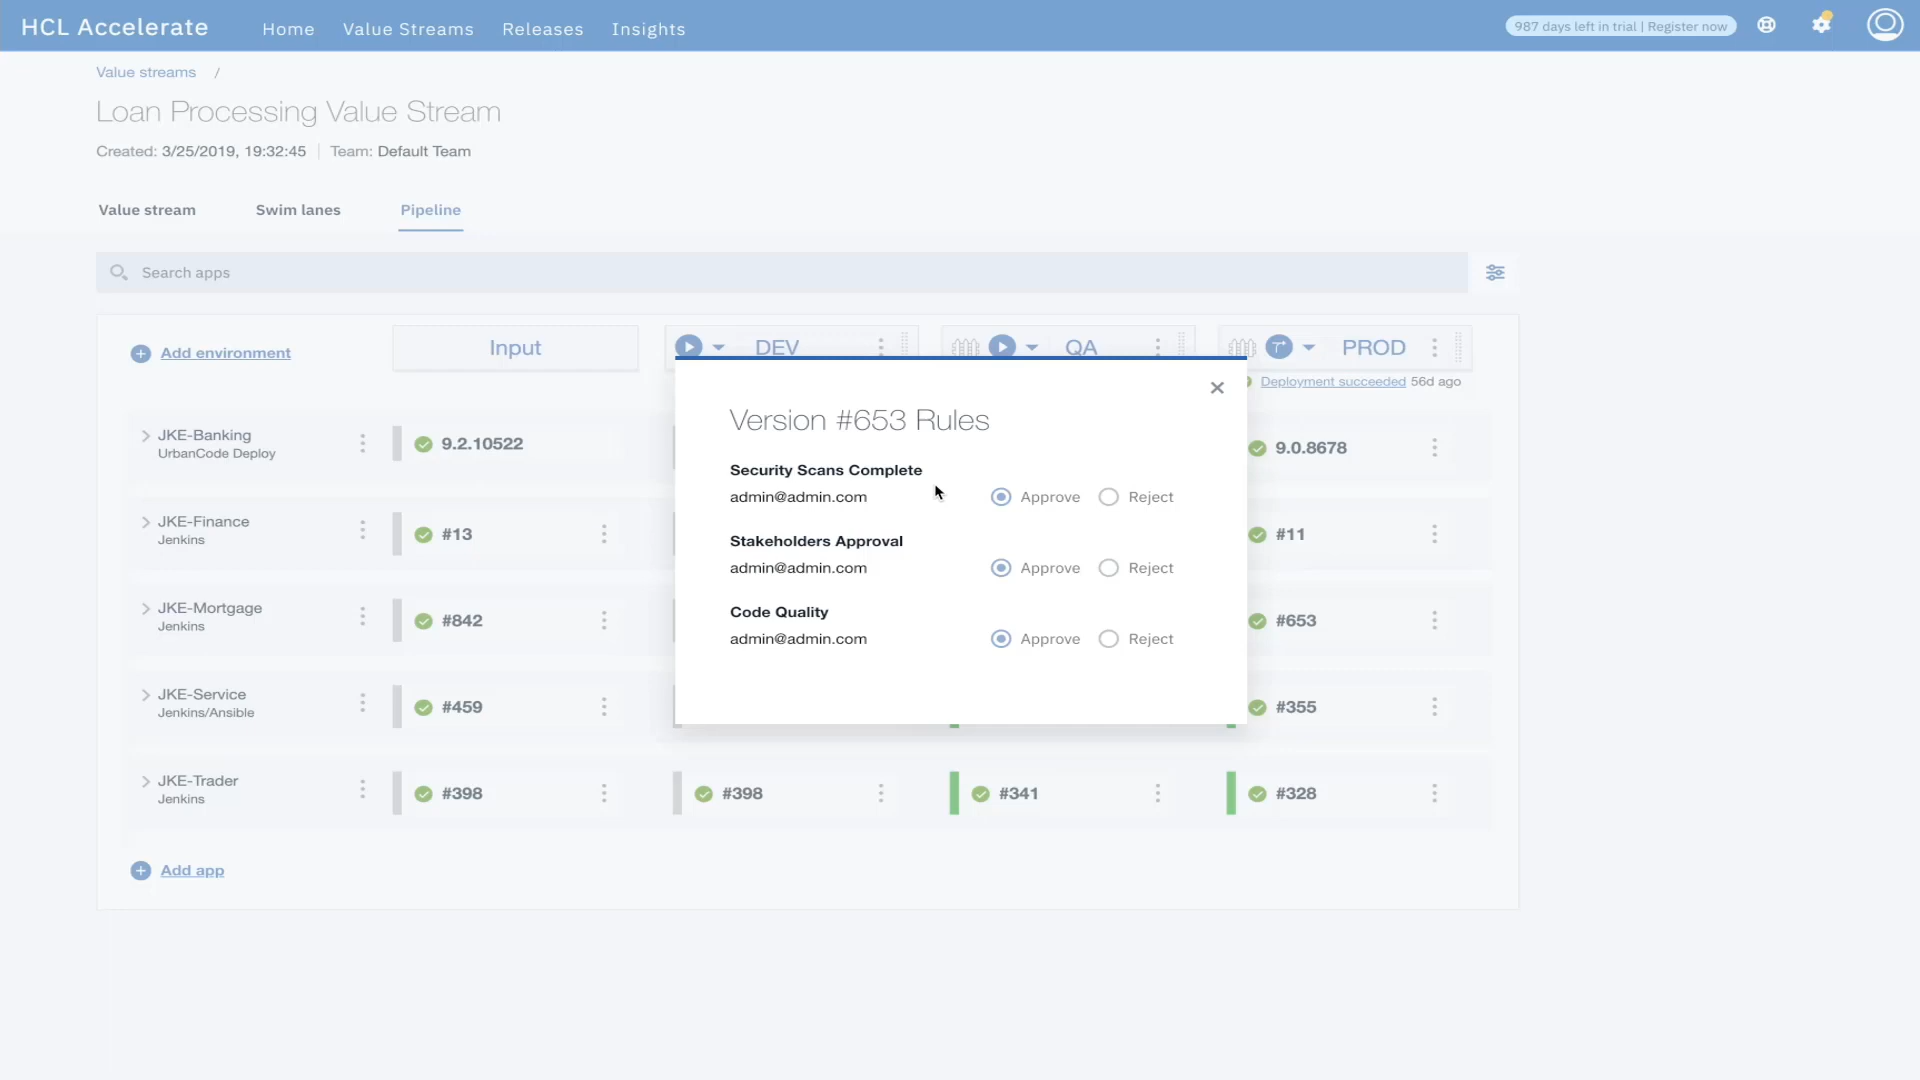 HCL Accelerate
Home
Value Streams
Releases
Insights
987 days left in trial | Register now
Value streams /
Loan Processing Value Stream
Created: 3/25/2019, 19:32:45 | Team: Default Team
Value stream
Swim lanes
Pipeline
Search apps
Add environment
Input
DEV
QA
PROD
Deployment succeeded 56d ago
JKE-Banking
UrbanCode Deploy
9.2.10522
9.0.8678
JKE-Finance
Jenkins
#13
#11
JKE-Mortgage
Jenkins
#842
#653
JKE-Service
Jenkins/Ansible
#459
#355
JKE-Trader
Jenkins
#398
#398
#341
#328
Add app
Version #653 Rules
Security Scans Complete
admin@admin.com
Approve
Reject
Stakeholders Approval
admin@admin.com
Approve
Reject
Code Quality
admin@admin.com
Approve
Reject